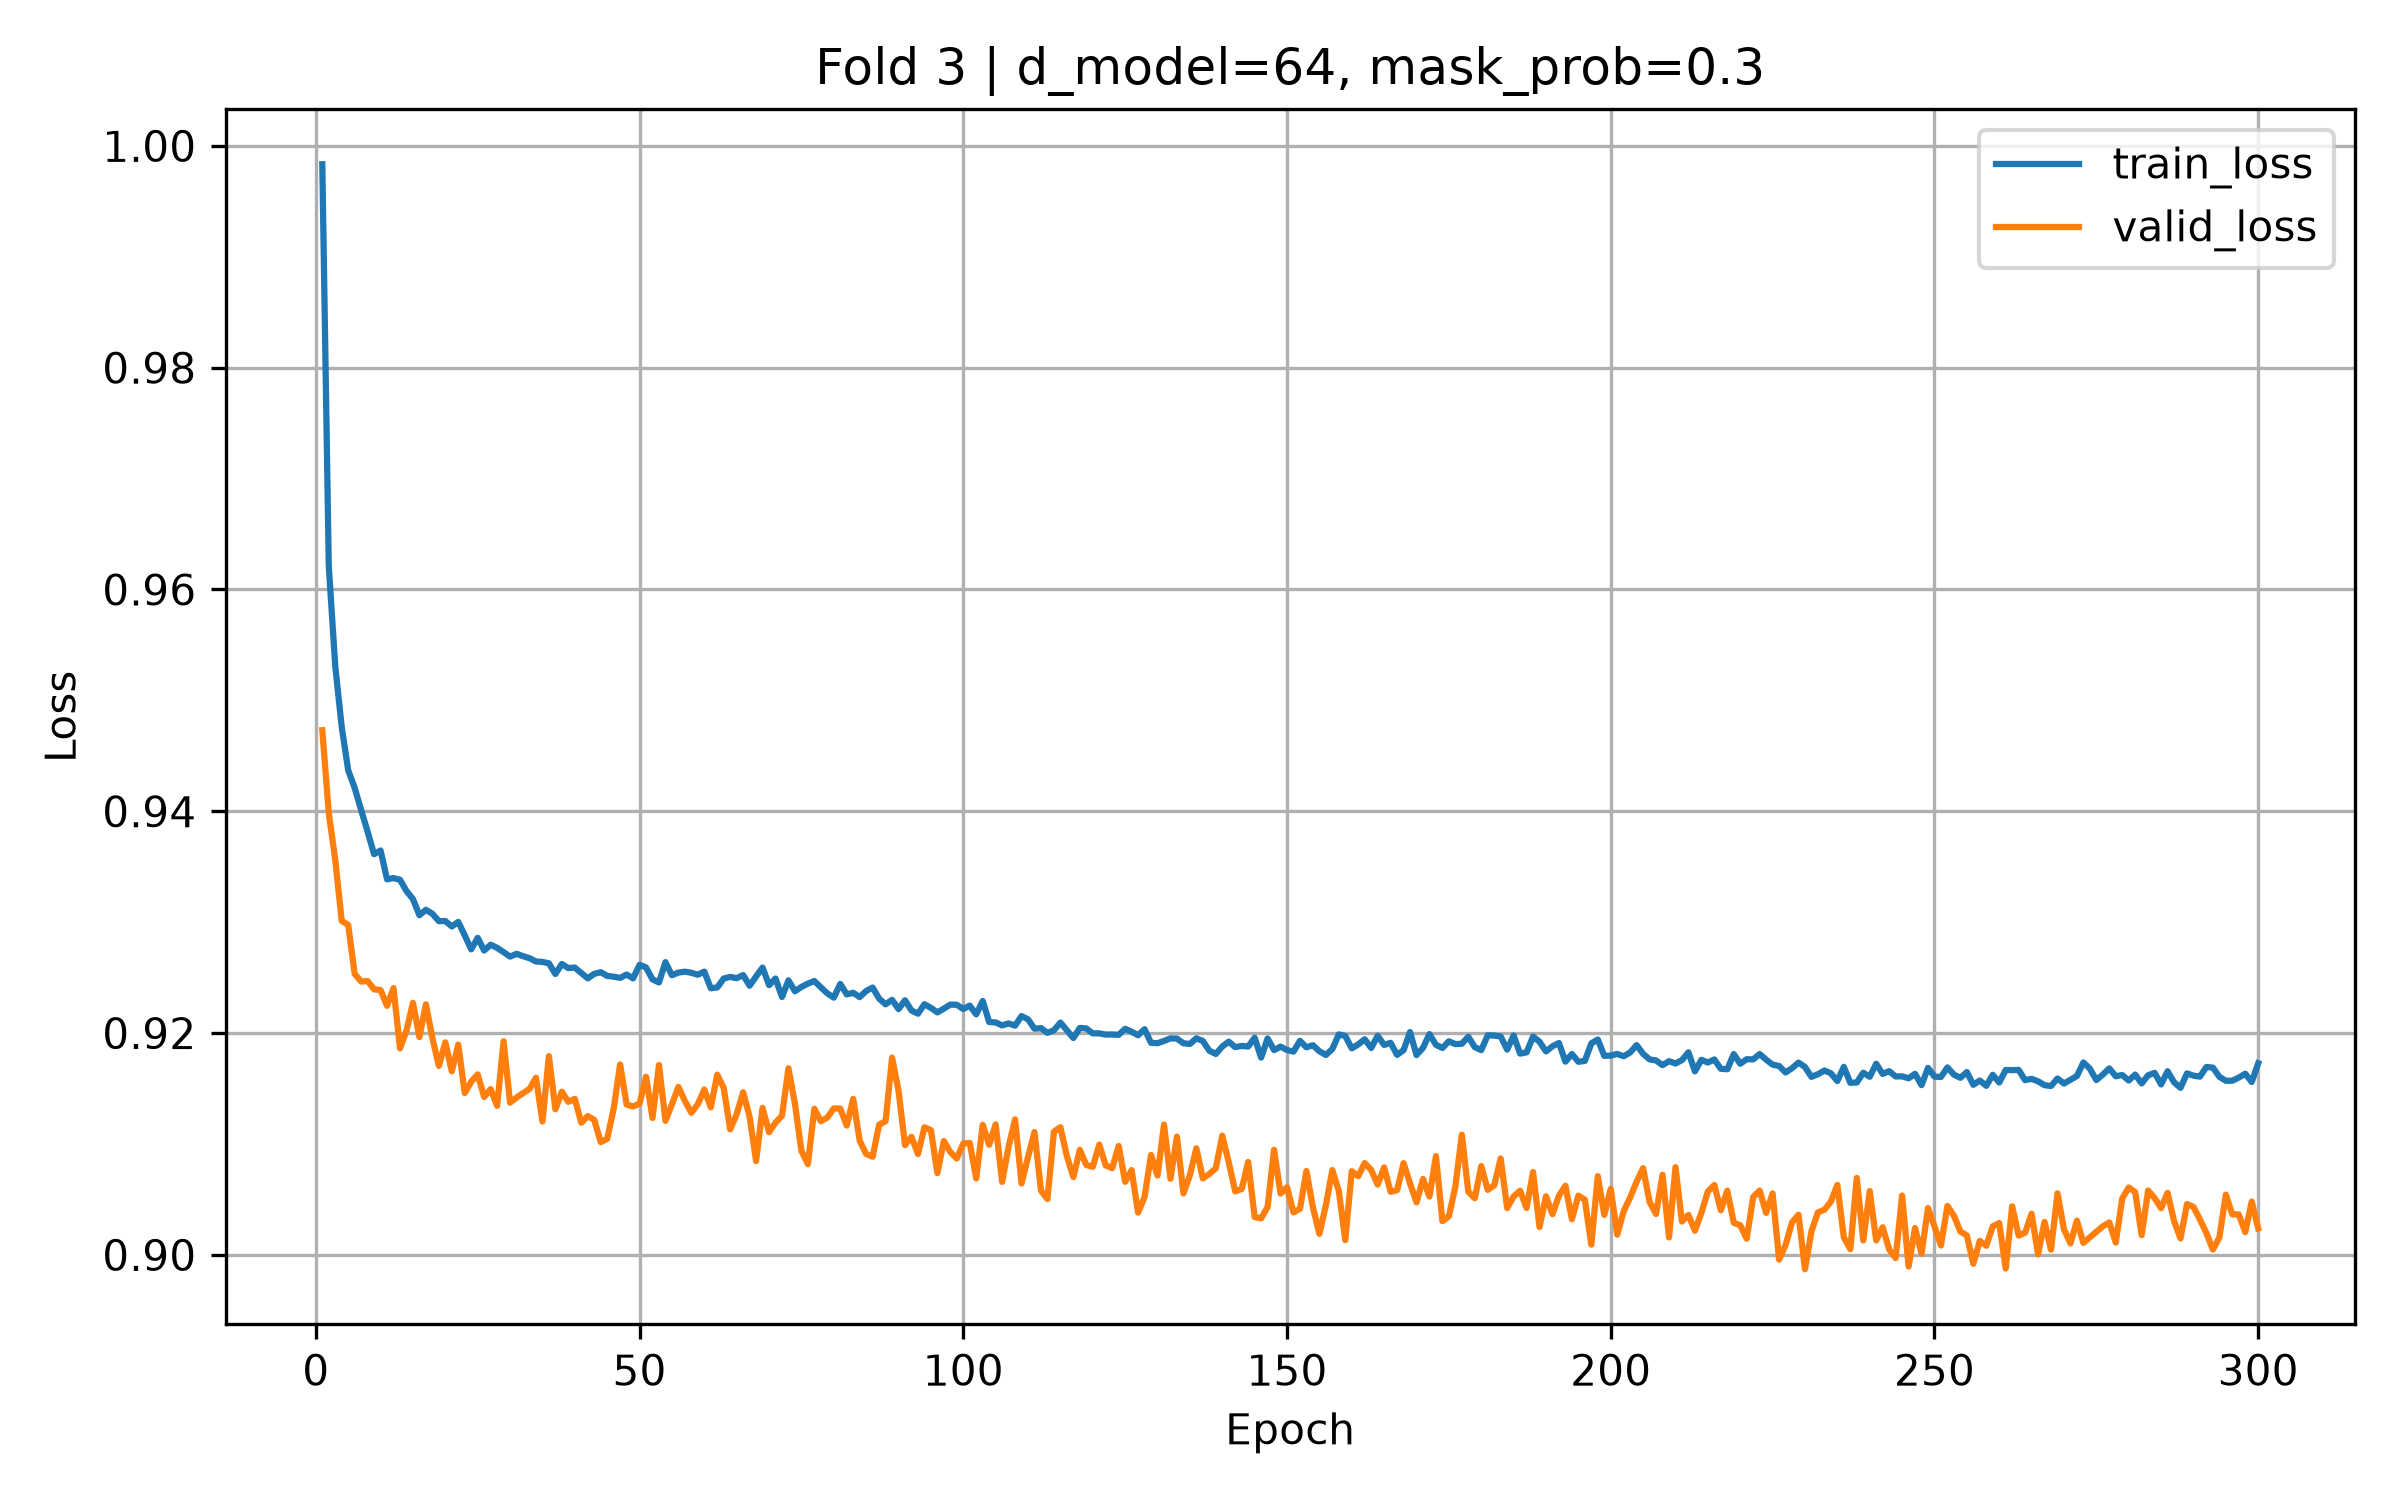 Fold 3 | d_model=64, mask_prob=0.3
train_loss
valid_loss
Loss
1.00
0.98
0.96
0.94
0.92
0.90
0 50 100 150 200 250 300
Epoch